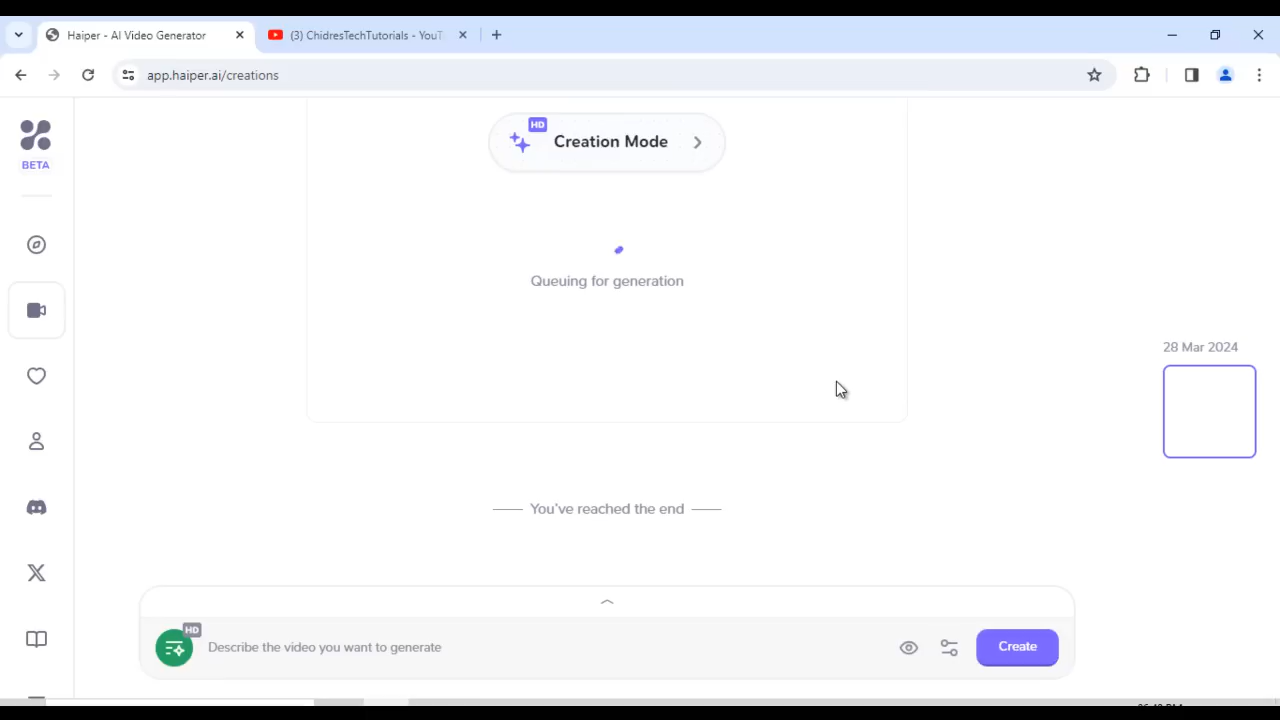 Haiper - AI Video Generator
(3) ChidresTechTutorials - YouT
app.haiper.ai/creations
BETA
HD
Creation Mode
Queuing for generation
28 Mar 2024
You've reached the end
HD
Describe the video you want to generate
Create